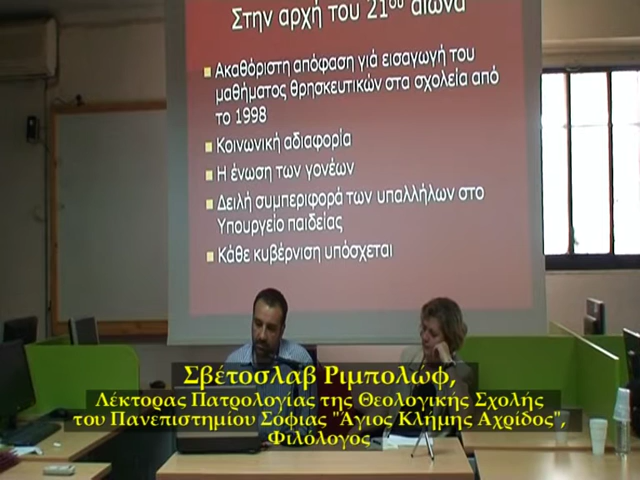 Στην αρχή του 21ου αιώνα
Ακαθόριστη απόφαση γιά εισαγωγή του
μαθήματος θρησκευτικών στα σχολεία από
το 1998
Κοινωνική αδιαφορία
Η ένωση των γονέων
Δειλή συμπεριφορά των υπαλλήλων στο
Υπουργείο παιδείας
Κάθε κυβέρνιση υπόσχεται
Σβέτοσλαβ Ριμπολώφ,
Λέκτορας Πατρολογίας της Θεολογικής Σχολής
του Πανεπιστημίου Σόφιας "Άγιος Κλήμης Αχρίδος",
Φιλόλογος